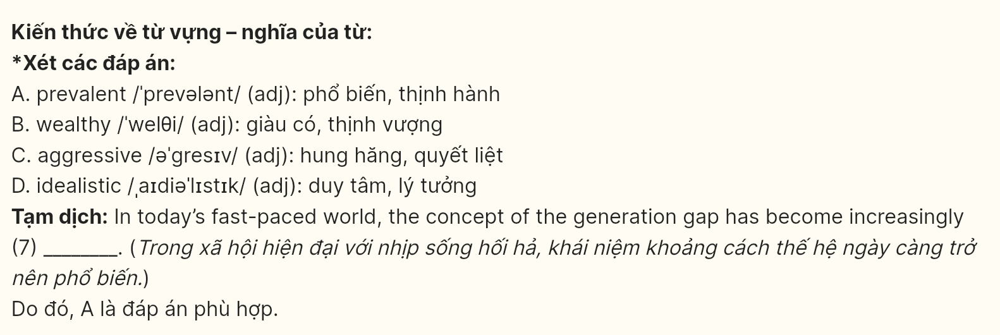 Kiến thức về từ vựng – nghĩa của từ:
*Xét các đáp án:
A. prevalent /ˈprevələnt/ (adj): phổ biến, thịnh hành
B. wealthy /ˈwelθi/ (adj): giàu có, thịnh vượng
C. aggressive /əˈɡresɪv/ (adj): hung hăng, quyết liệt
D. idealistic /ˌaɪdiəˈlɪstɪk/ (adj): duy tâm, lý tưởng
Tạm dịch: In today’s fast-paced world, the concept of the generation gap has become increasingly
(7) ________. (Trong xã hội hiện đại với nhịp sống hối hả, khái niệm khoảng cách thế hệ ngày càng trở
nên phổ biến.)
Do đó, A là đáp án phù hợp.